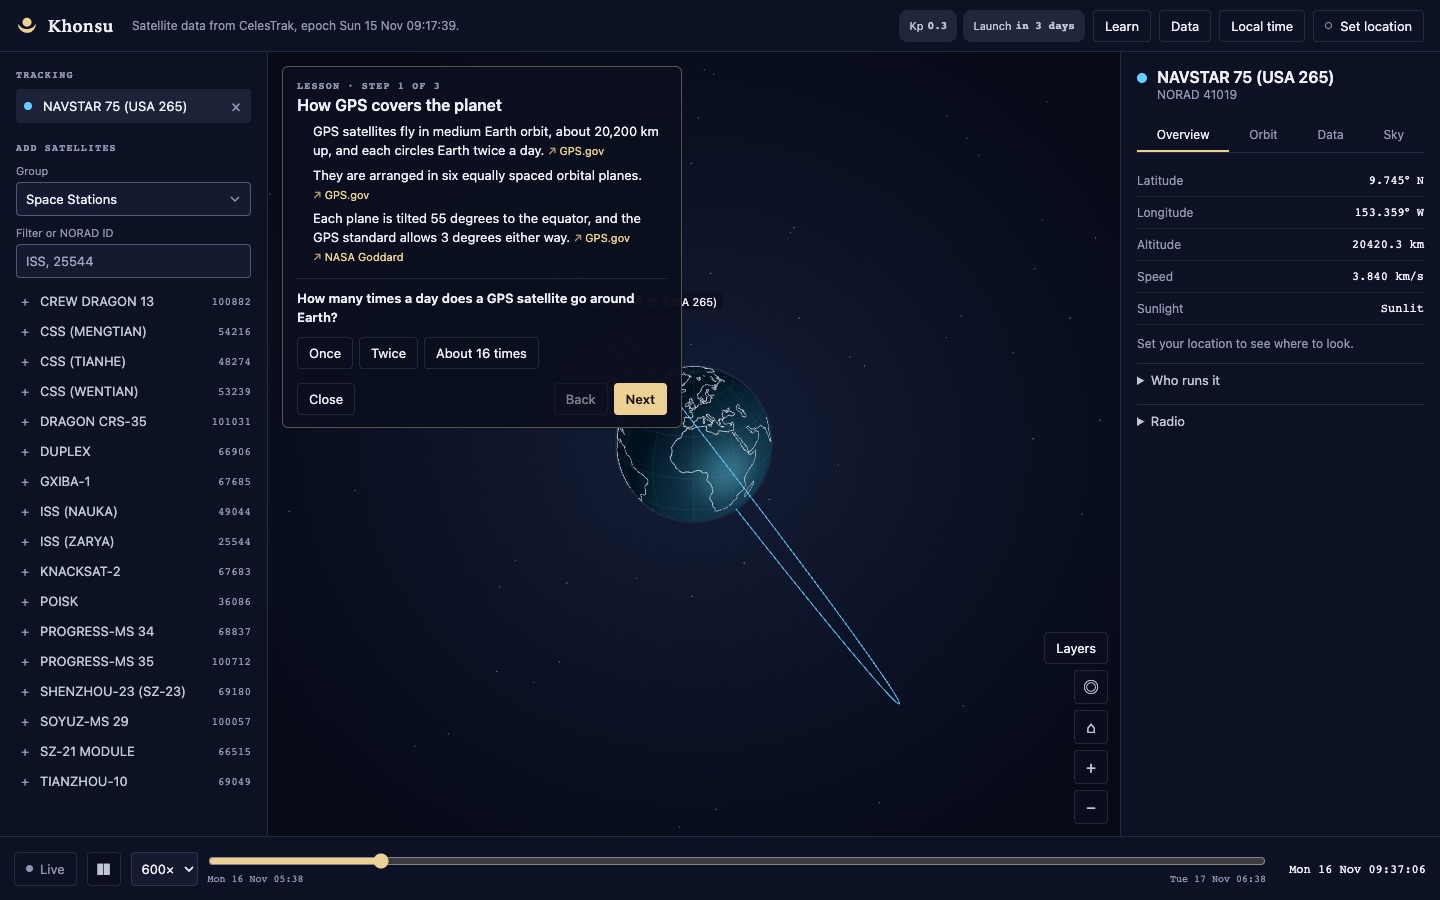 Khonsu
Satellite data from CelesTrak, epoch Sun 15 Nov 09:17:39.
Kp 0.3
Launch in 3 days
Learn
Data
Local time
Set location
TRACKING
NAVSTAR 75 (USA 265) ×
ADD SATELLITES
Group
Space Stations
Filter or NORAD ID
ISS, 25544
+ CREW DRAGON 13 100882
+ CSS (MENGTIAN) 54216
+ CSS (TIANHE) 48274
+ CSS (WENTIAN) 53239
+ DRAGON CRS-35 101031
+ DUPLEX 66906
+ GXIBA-1 67685
+ ISS (NAUKA) 49044
+ ISS (ZARYA) 25544
+ KNACKSAT-2 67683
+ POISK 36086
+ PROGRESS-MS 34 68837
+ PROGRESS-MS 35 100712
+ SHENZHOU-23 (SZ-23) 69180
+ SOYUZ-MS 29 100057
+ SZ-21 MODULE 66515
+ TIANZHOU-10 69049
LESSON · STEP 1 OF 3
How GPS covers the planet
GPS satellites fly in medium Earth orbit, about 20,200 km
up, and each circles Earth twice a day. ↗ GPS.gov
They are arranged in six equally spaced orbital planes.
↗ GPS.gov
Each plane is tilted 55 degrees to the equator, and the
GPS standard allows 3 degrees either way. ↗ GPS.gov
↗ NASA Goddard
How many times a day does a GPS satellite go around
Earth?
Once
Twice
About 16 times
Close
Back
Next
A 265)
Layers
+
−
NAVSTAR 75 (USA 265)
NORAD 41019
Overview
Orbit
Data
Sky
Latitude 9.745° N
Longitude 153.359° W
Altitude 20420.3 km
Speed 3.840 km/s
Sunlight Sunlit
Set your location to see where to look.
Who runs it
Radio
Live
600×
Mon 16 Nov 05:38
Tue 17 Nov 06:38
Mon 16 Nov 09:37:06